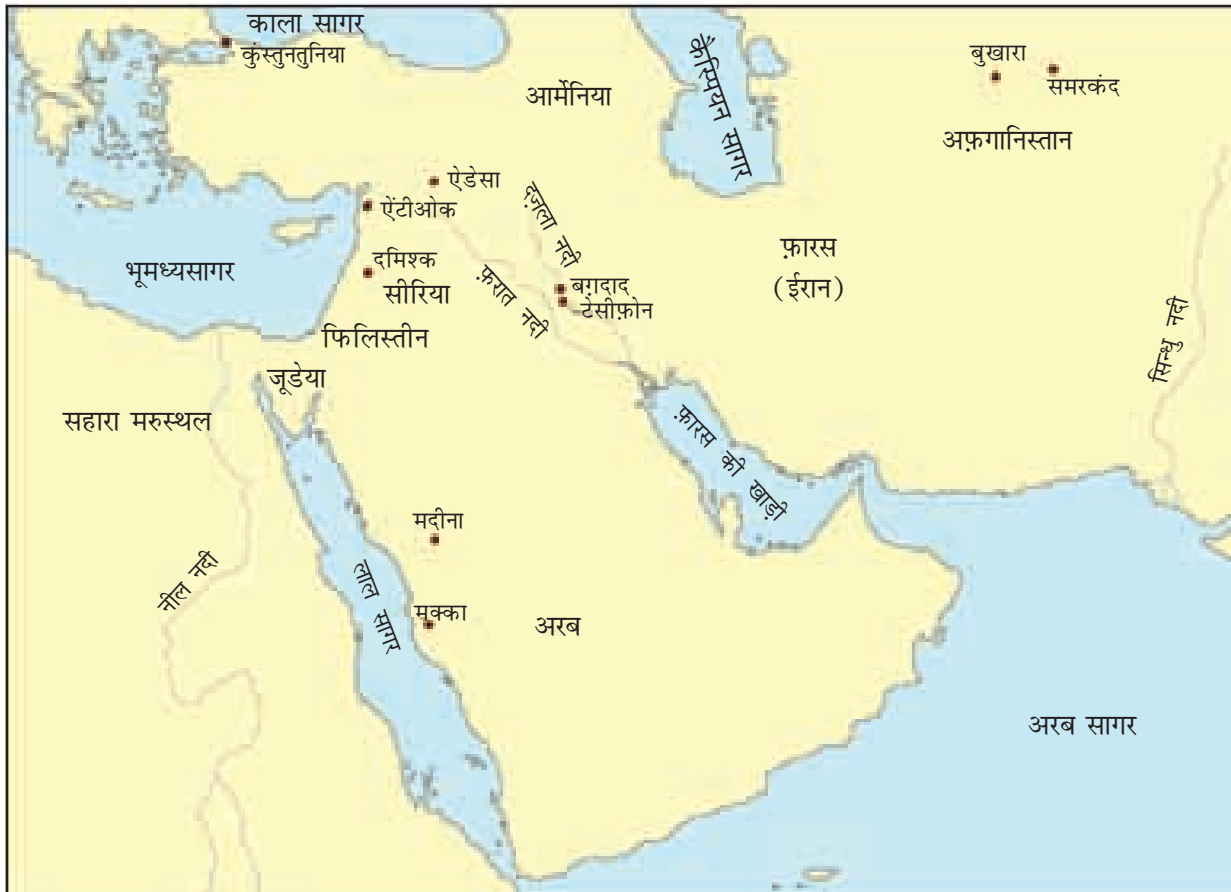 काला सागर
कुंस्तुनतुनिया
कैस्पियन सागर
बुखारा
समरकंद
आर्मेनिया
अफ़गानिस्तान
ऐडेसा
ऐंटीओक
दज़ला नदी
दमिश्क
सीरिया
भूमध्यसागर
फ़रात नदी
बग़दाद
टेसीफ़ोन
फ़ारस
(ईरान)
सिन्धु नदी
फिलिस्तीन
जूडेया
सहारा मरुस्थल
फ़ारस की खाड़ी
मदीना
नील नदी
लाल सागर
मक्का
अरब
अरब सागर